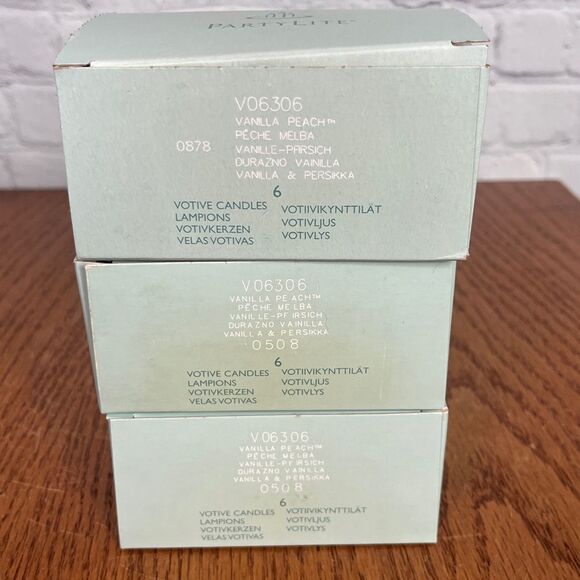 PARTYLITE®
V06306
VANILLA PEACH™
PÊCHE MELBA
0878 VANILLE-PFIRSICH
DURAZNO VAINILLA
VANILLA & PERSIKKA
6
VOTIVE CANDLES VOTIIVIKYNTTILÄT
LAMPIONS VOTIVLJUS
VOTIVKERZEN VOTIVLYS
VELAS VOTIVAS
V06306
VANILLA PEACH™
PÊCHE MELBA
VANILLE-PFIRSICH
DURAZNO VAINILLA
VANILLA & PERSIKKA
0508
6
VOTIVE CANDLES VOTIIVIKYNTTILÄT
LAMPIONS VOTIVLJUS
VOTIVKERZEN VOTIVLYS
VELAS VOTIVAS
V06306
VANILLA PEACH™
PÊCHE MELBA
VANILLE-PFIRSICH
DURAZNO VAINILLA
VANILLA & PERSIKKA
0508
6
VOTIVE CANDLES VOTIIVIKYNTTILÄT
LAMPIONS VOTIVLJUS
VOTIVKERZEN VOTIVLYS
VELAS VOTIVAS